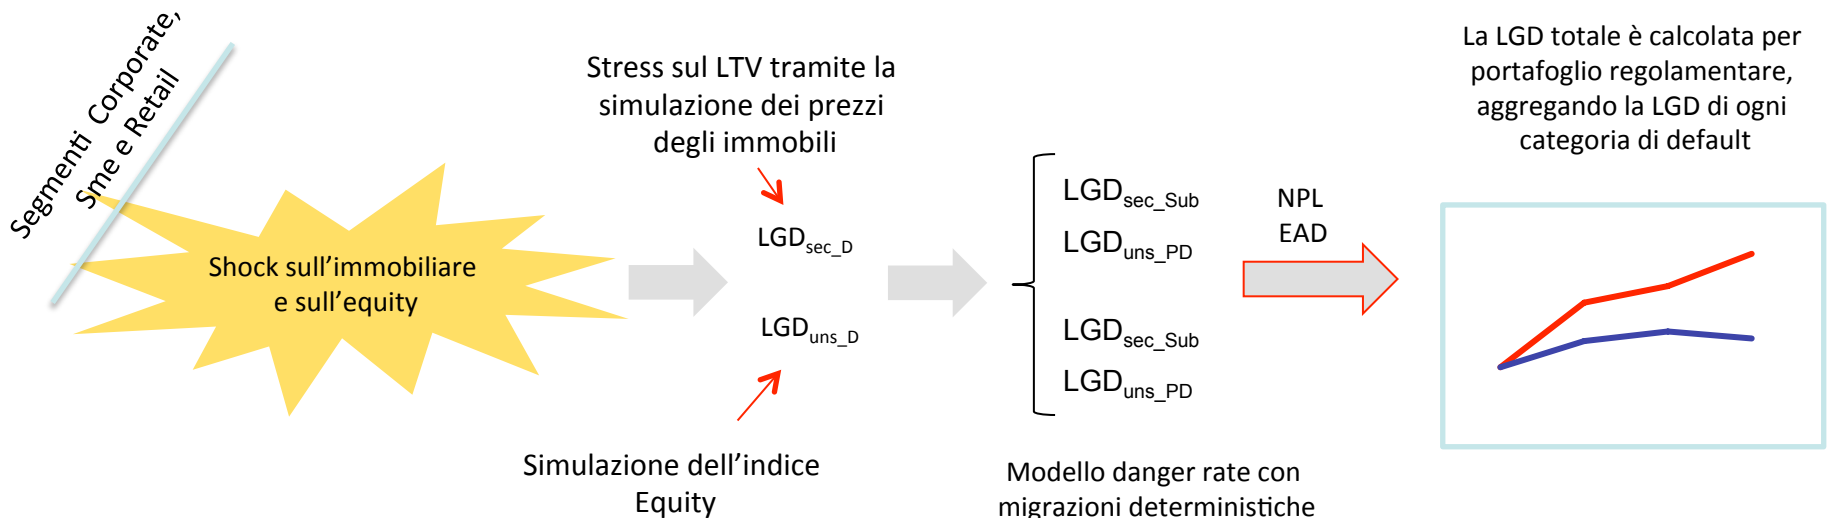 Segmenti Corporate,
Sme e Retail
Shock sull’immobiliare
e sull’equity
Stress sul LTV tramite la
simulazione dei prezzi
degli immobili
LGDsec_D
LGDuns_D
Simulazione dell’indice
Equity
LGDsec_Sub
LGDuns_PD
LGDsec_Sub
LGDuns_PD
Modello danger rate con
migrazioni deterministiche
NPL
EAD
La LGD totale è calcolata per
portafoglio regolamentare,
aggregando la LGD di ogni
categoria di default